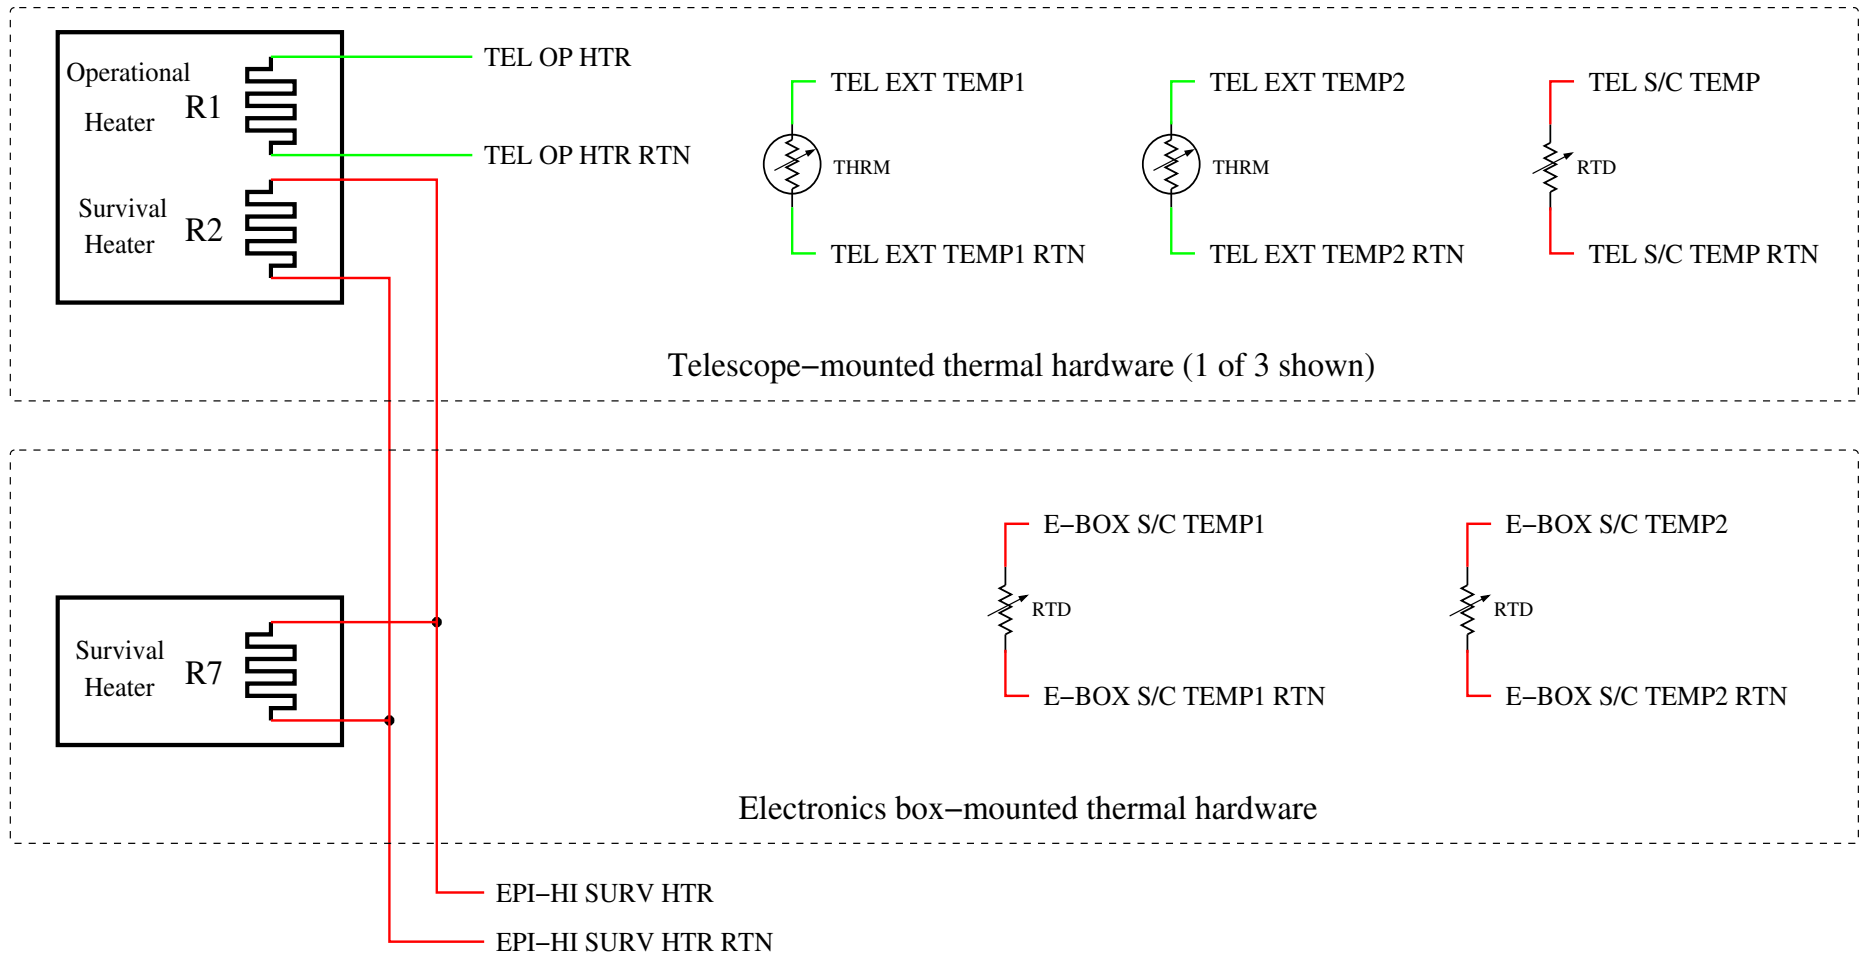 Operational
Heater
R1
TEL OP HTR
TEL OP HTR RTN
Survival
Heater
R2
TEL EXT TEMP1
THRM
TEL EXT TEMP1 RTN
TEL EXT TEMP2
THRM
TEL EXT TEMP2 RTN
TEL S/C TEMP
RTD
TEL S/C TEMP RTN
Telescope−mounted thermal hardware (1 of 3 shown)
Survival
Heater
R7
E−BOX S/C TEMP1
RTD
E−BOX S/C TEMP1 RTN
E−BOX S/C TEMP2
RTD
E−BOX S/C TEMP2 RTN
Electronics box−mounted thermal hardware
EPI−HI SURV HTR
EPI−HI SURV HTR RTN